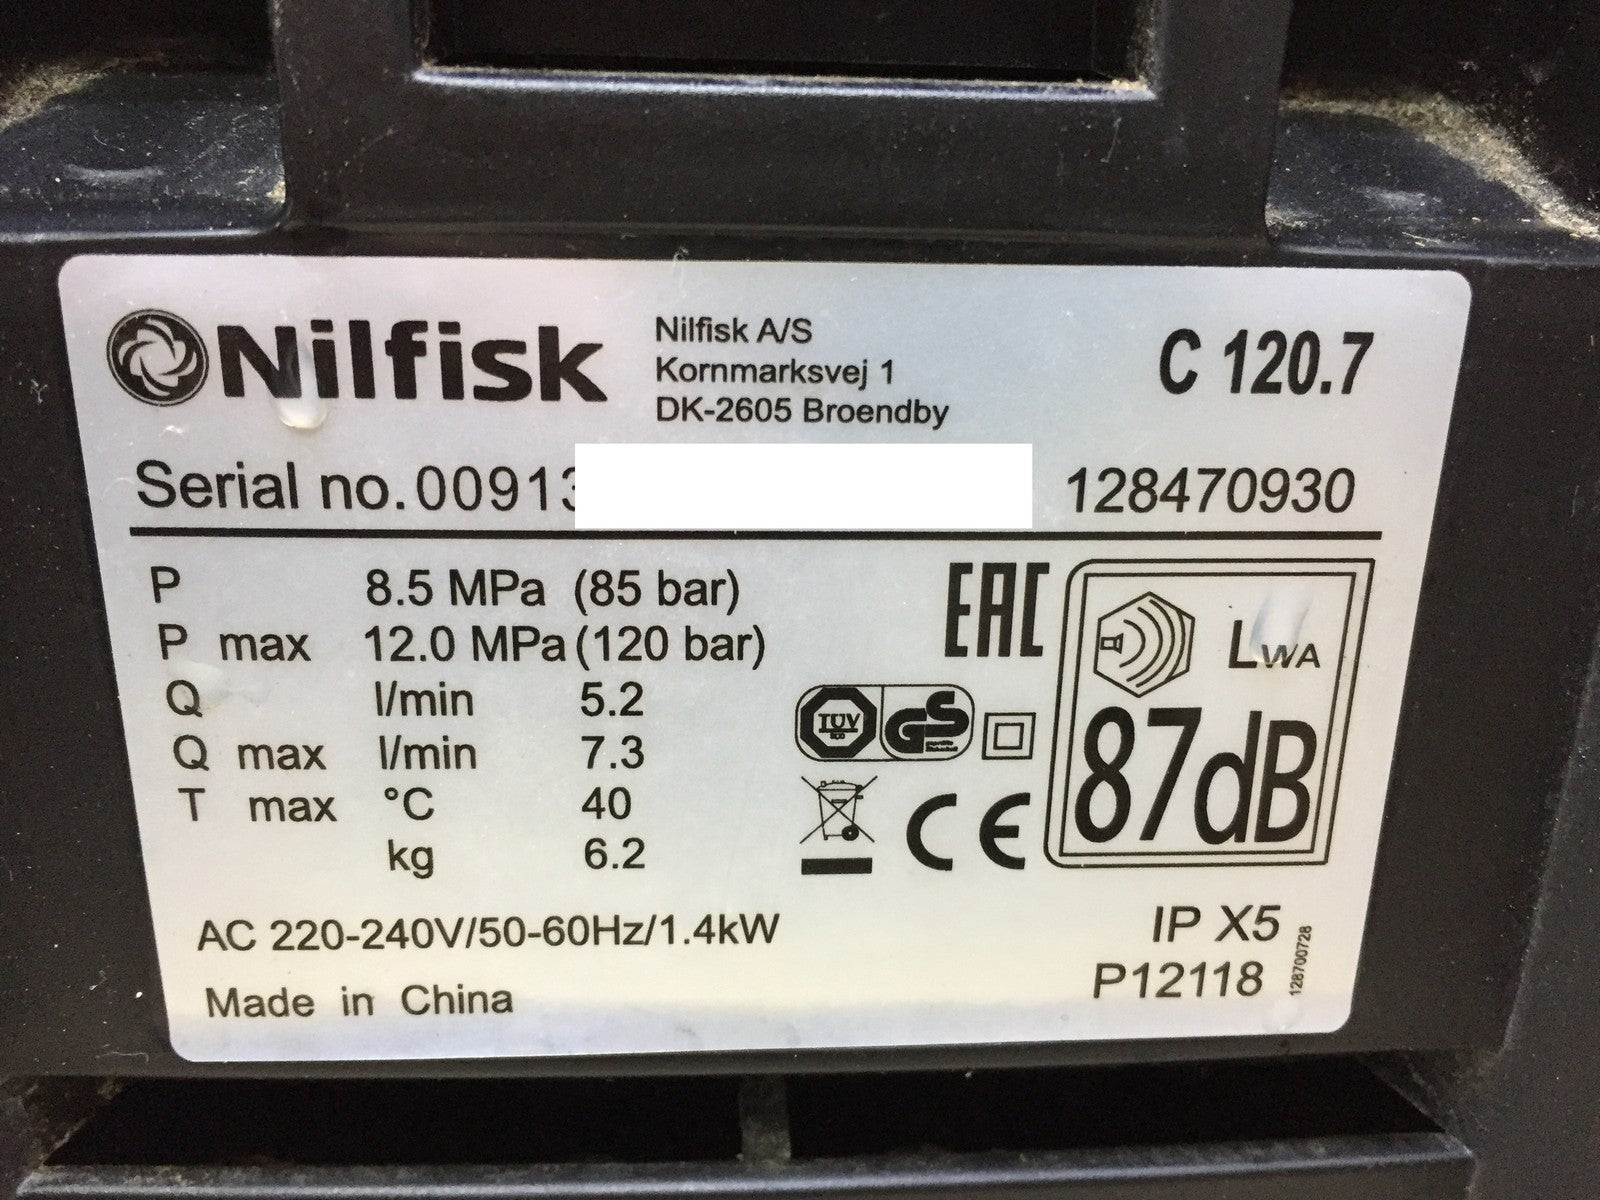 Nilfisk
Nilfisk A/S
Kornmarksvej 1
DK-2605 Broendby
C 120.7
Serial no. 00913
128470930
P 8.5 MPa (85 bar)
P max 12.0 MPa (120 bar)
Q l/min 5.2
Q max l/min 7.3
T max °C 40
kg 6.2
EAC
TÜV
GS
CE
LWA
87dB
AC 220-240V/50-60Hz/1.4kW
Made in China
IP X5
P12118
128700728